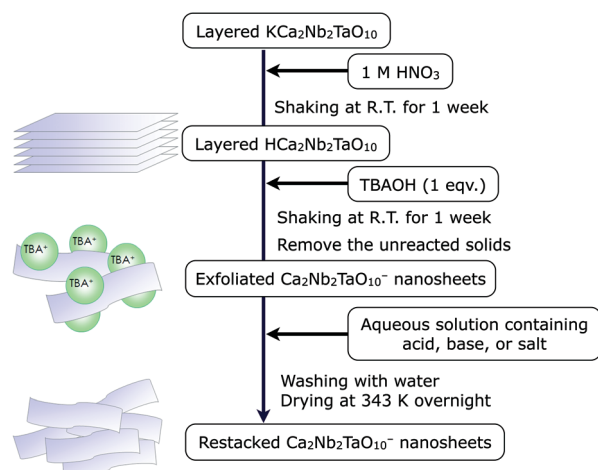 Layered KCa₂Nb₂TaO₁₀
1 M HNO₃
Shaking at R.T. for 1 week
Layered HCa₂Nb₂TaO₁₀
TBAOH (1 eqv.)
Shaking at R.T. for 1 week
Remove the unreacted solids
TBA⁺
TBA⁺
TBA⁺
TBA⁺
Exfoliated Ca₂Nb₂TaO₁₀⁻ nanosheets
Aqueous solution containing
acid, base, or salt
Washing with water
Drying at 343 K overnight
Restacked Ca₂Nb₂TaO₁₀⁻ nanosheets